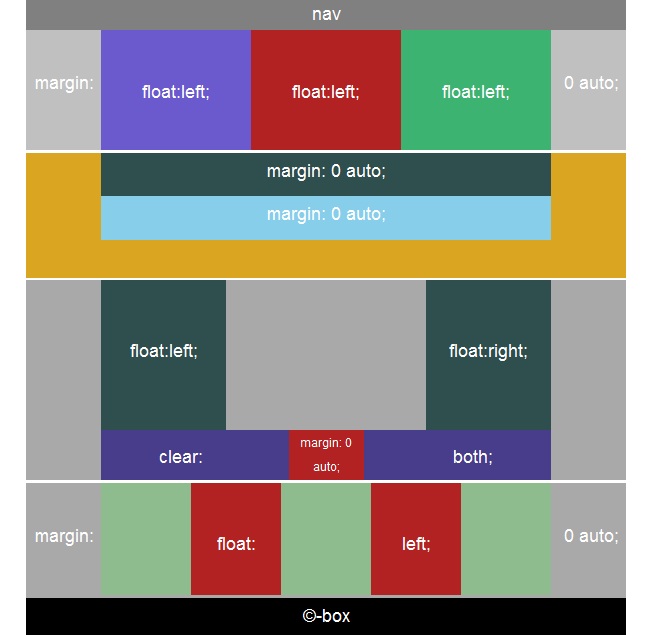 nav
margin: float:left; float:left; float:left; 0 auto;
margin: 0 auto;
margin: 0 auto;
float:left; float:right;
clear: margin: 0 auto; both;
margin: float: left; 0 auto;
©-box